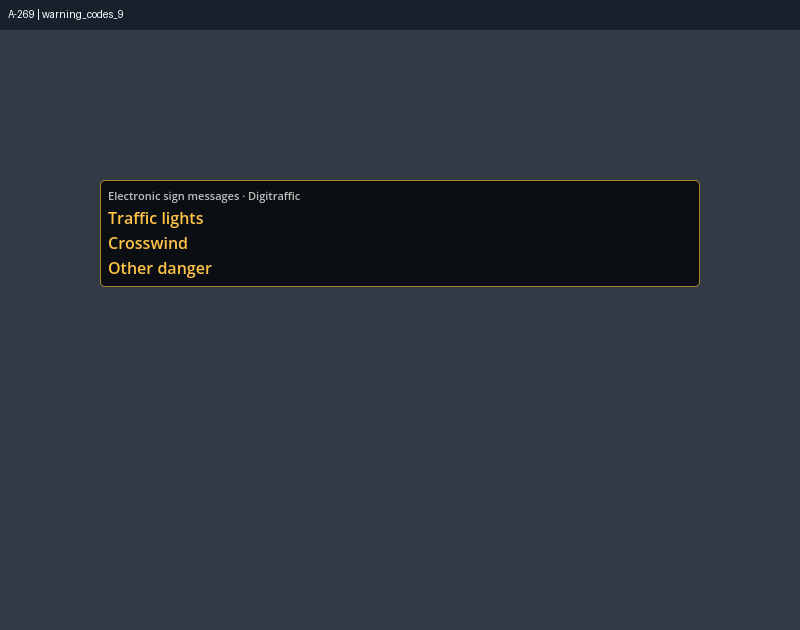 A-269 | warning_codes_9
Electronic sign messages · Digitraffic
Traffic lights
Crosswind
Other danger